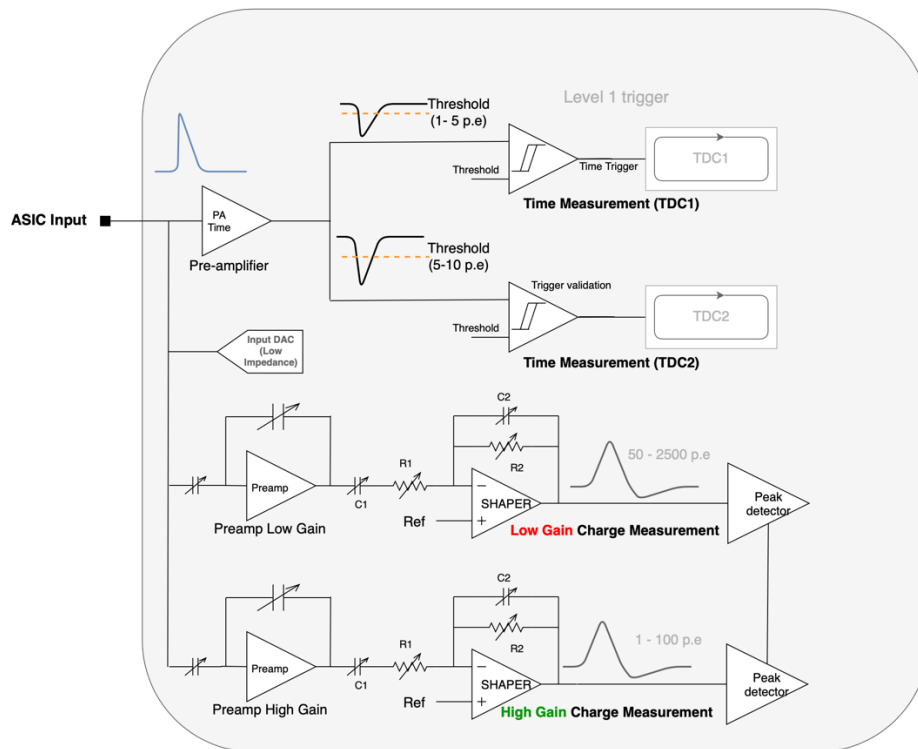 Level 1 trigger
Threshold
(1- 5 p.e)
Threshold
Time Trigger
TDC1
Time Measurement (TDC1)
ASIC Input
PA
Time
Pre-amplifier
Threshold
(5-10 p.e)
Trigger validation
Threshold
TDC2
Time Measurement (TDC2)
Input DAC
(Low
Impedance)
C2
R1
R2
Preamp
C1
SHAPER
Ref
50 - 2500 p.e
Peak
detector
Preamp Low Gain
Low Gain Charge Measurement
C2
R1
R2
Preamp
C1
SHAPER
Ref
1 - 100 p.e
Peak
detector
Preamp High Gain
High Gain Charge Measurement